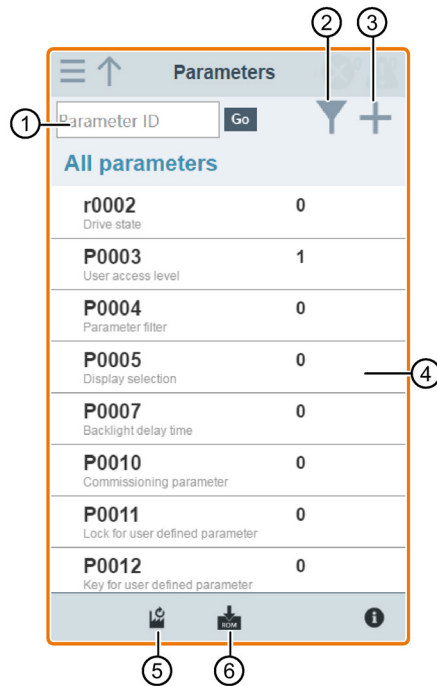 ② ③
Parameters
① Parameter ID Go
All parameters
r0002 0
Drive state
P0003 1
User access level
P0004 0
Parameter filter
P0005 0
Display selection
④
P0007 0
Backlight delay time
P0010 0
Commissioning parameter
P0011 0
Lock for user defined parameter
P0012 0
Key for user defined parameter
ROM
⑤ ⑥